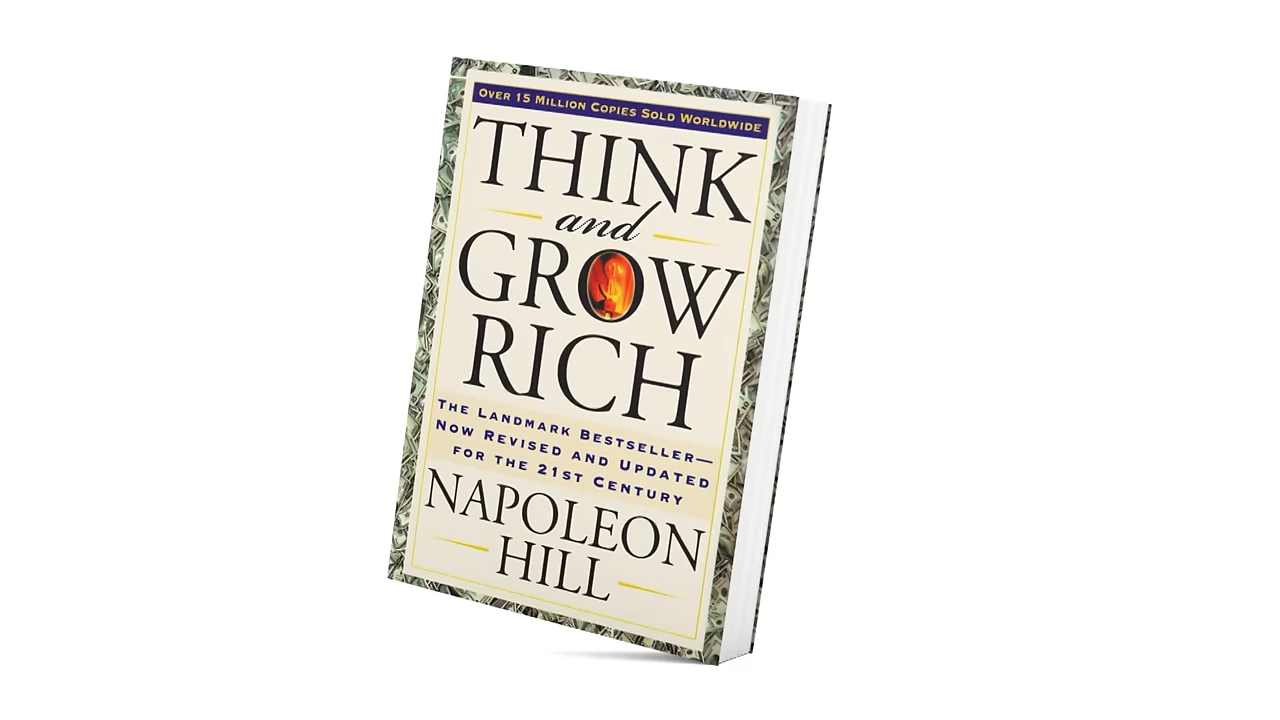 OVER 15 MILLION COPIES SOLD WORLDWIDE
THINK
and
GROW
RICH
THE LANDMARK BESTSELLER—
NOW REVISED AND UPDATED
FOR THE 21ST CENTURY
NAPOLEON
HILL